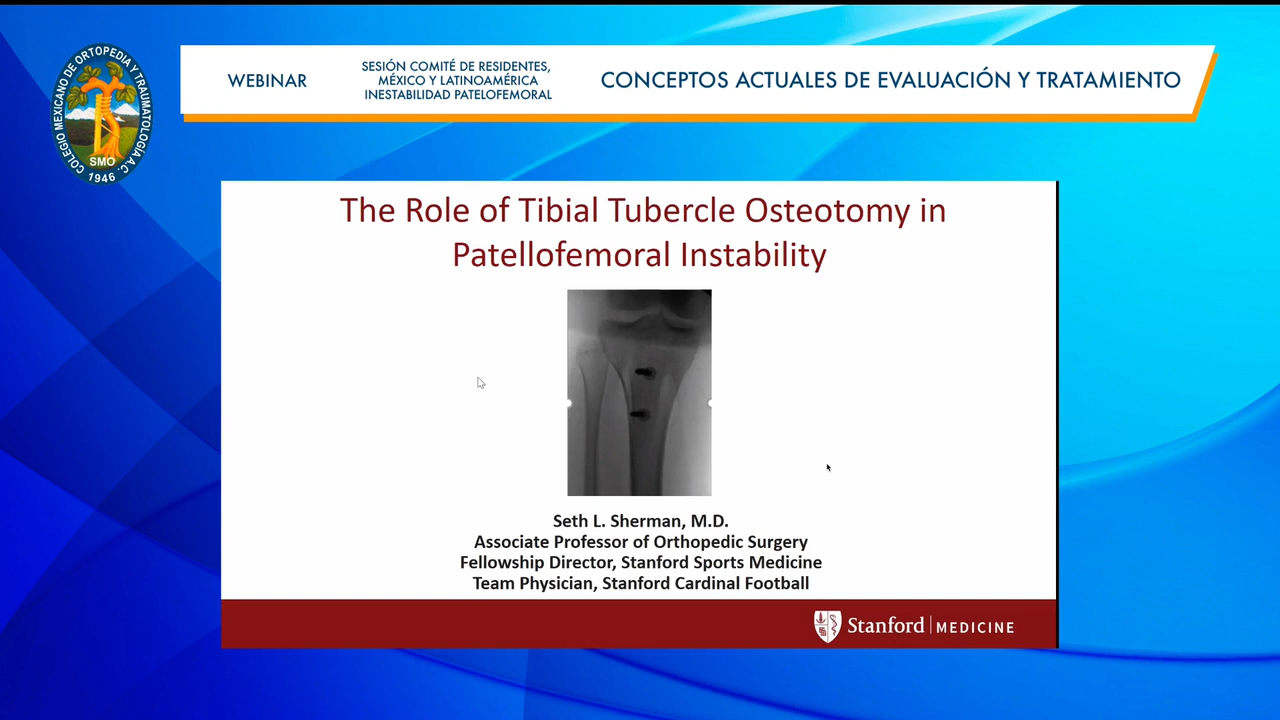 COLEGIO MEXICANO DE ORTOPEDIA Y TRAUMATOLOGIA A.C.
SMO
1946
WEBINAR
SESIÓN COMITÉ DE RESIDENTES,
MÉXICO Y LATINOAMÉRICA
INESTABILIDAD PATELOFEMORAL
CONCEPTOS ACTUALES DE EVALUACIÓN Y TRATAMIENTO
The Role of Tibial Tubercle Osteotomy in
Patellofemoral Instability
Seth L. Sherman, M.D.
Associate Professor of Orthopedic Surgery
Fellowship Director, Stanford Sports Medicine
Team Physician, Stanford Cardinal Football
Stanford MEDICINE